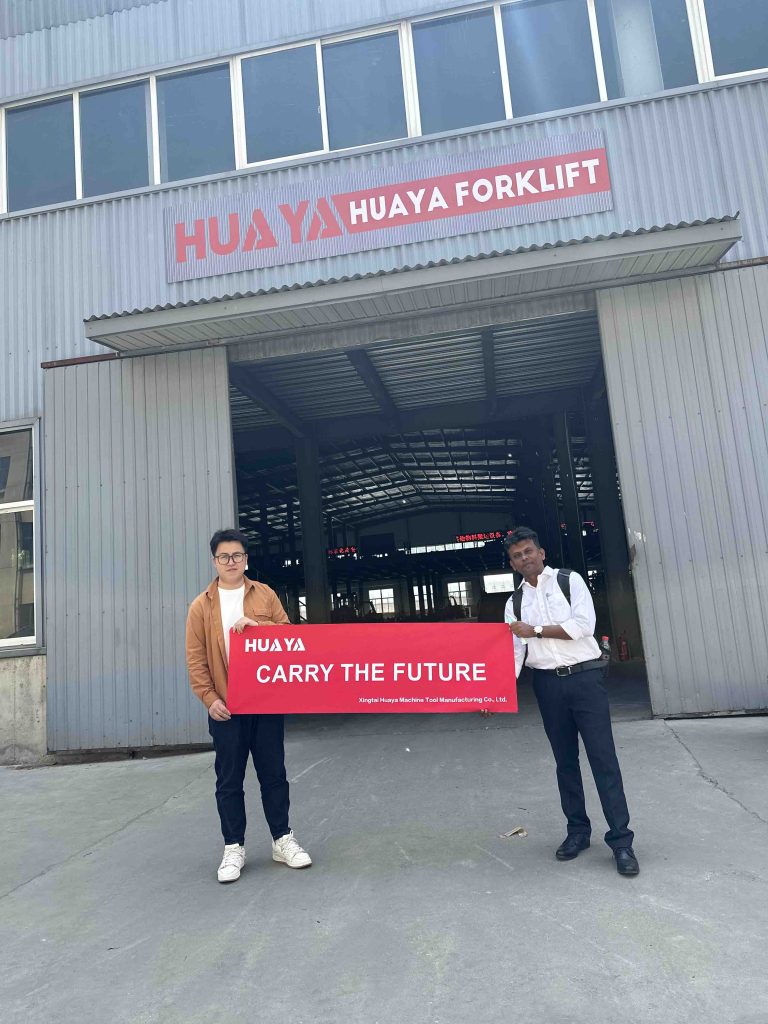 HUAYA HUAYA FORKLIFT
HUAYA
CARRY THE FUTURE
Xingtai Huaya Machine Tool Manufacturing Co., Ltd.